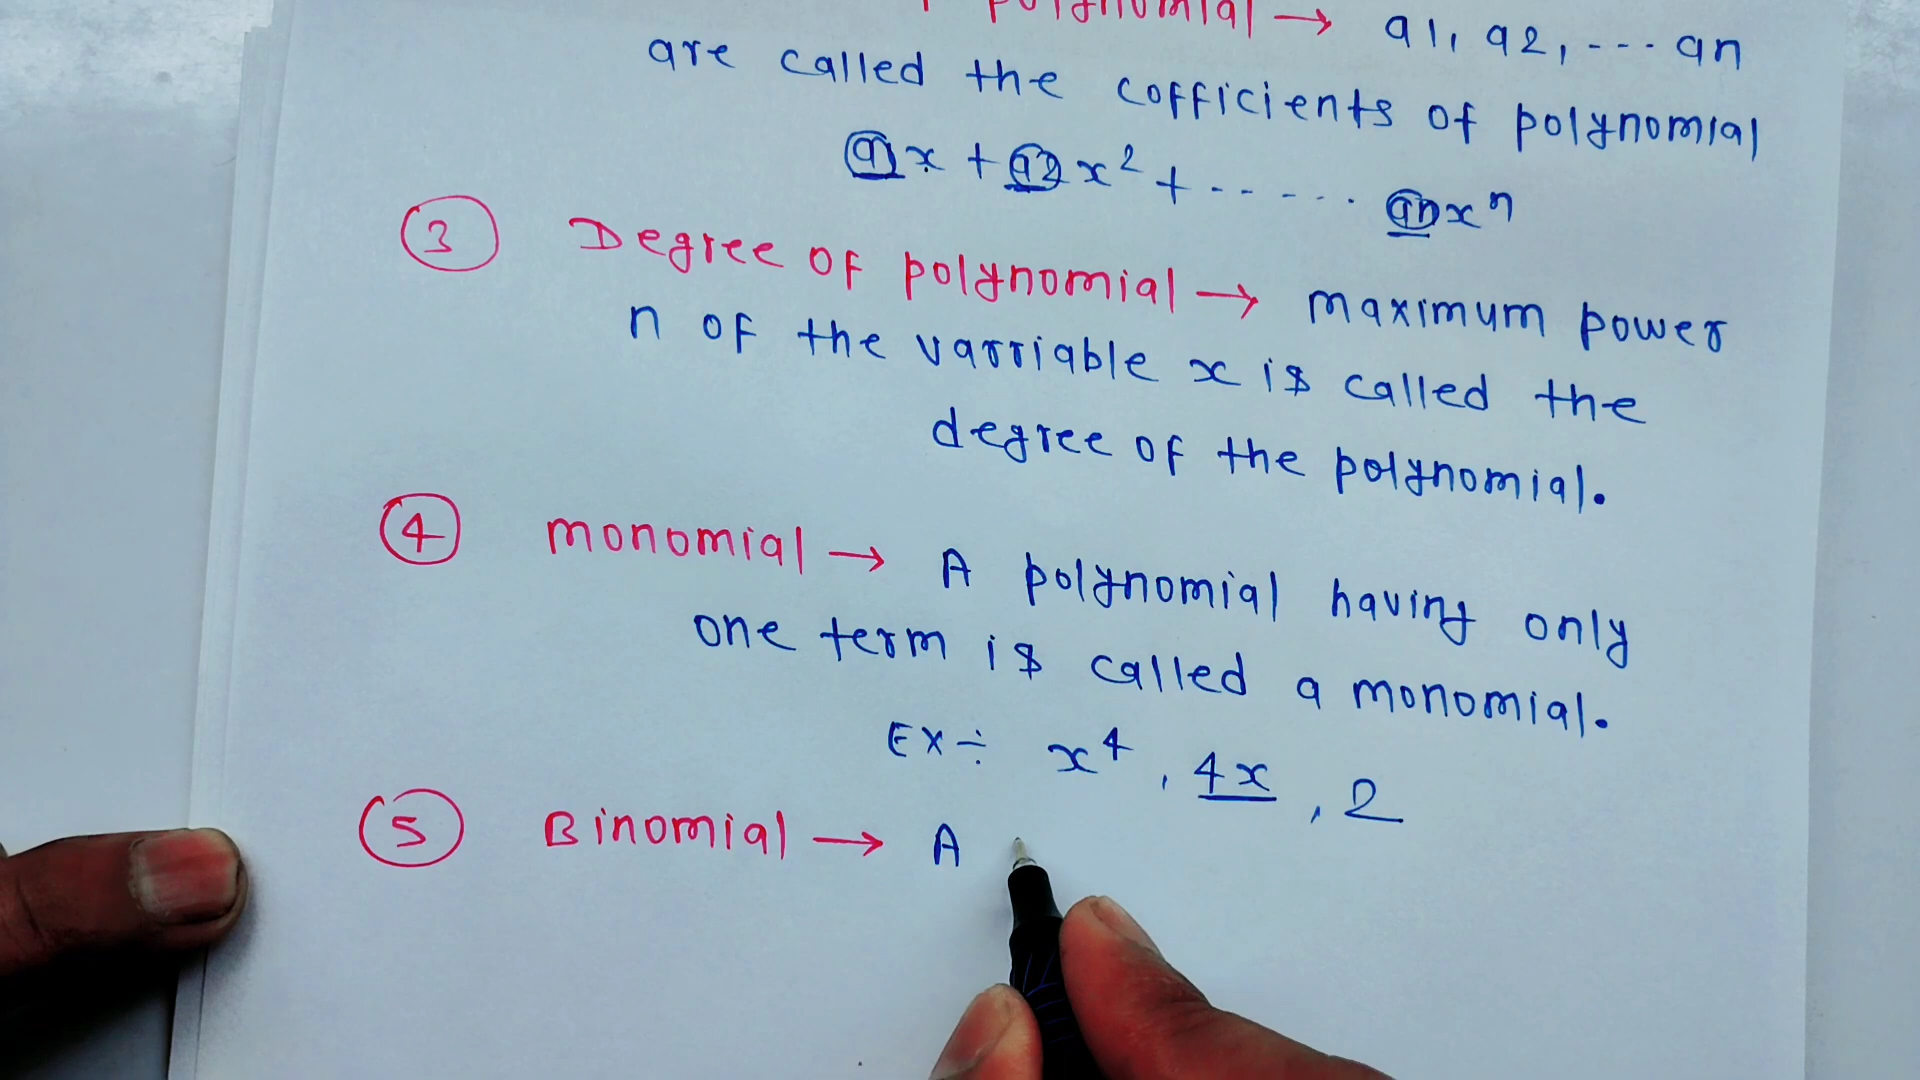 polynomial → a1, a2, --- an
are called the cofficients of polynomial
a1x + a2x² + ------ anxⁿ
3 Degree of polynomial → maximum power
n of the varriable x is called the
degree of the polynomial.
4 monomial → A polynomial having only
one term is called a monomial.
EX÷ x⁴, 4x, 2
5 Binomial → A